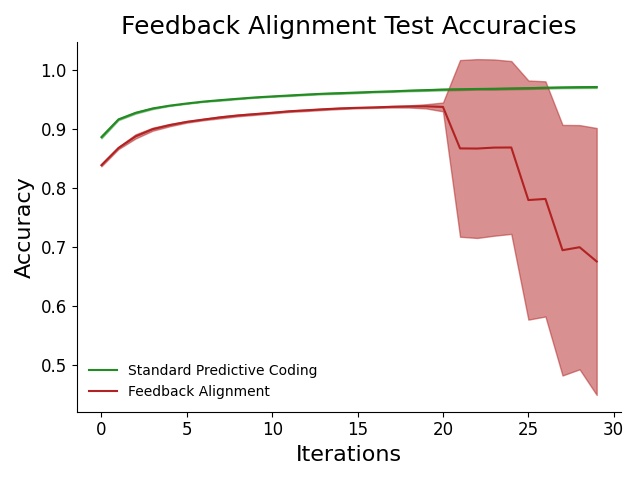 Feedback Alignment Test Accuracies
Accuracy
1.0
0.9
0.8
0.7
0.6
0.5
Standard Predictive Coding
Feedback Alignment
0 5 10 15 20 25 30
Iterations